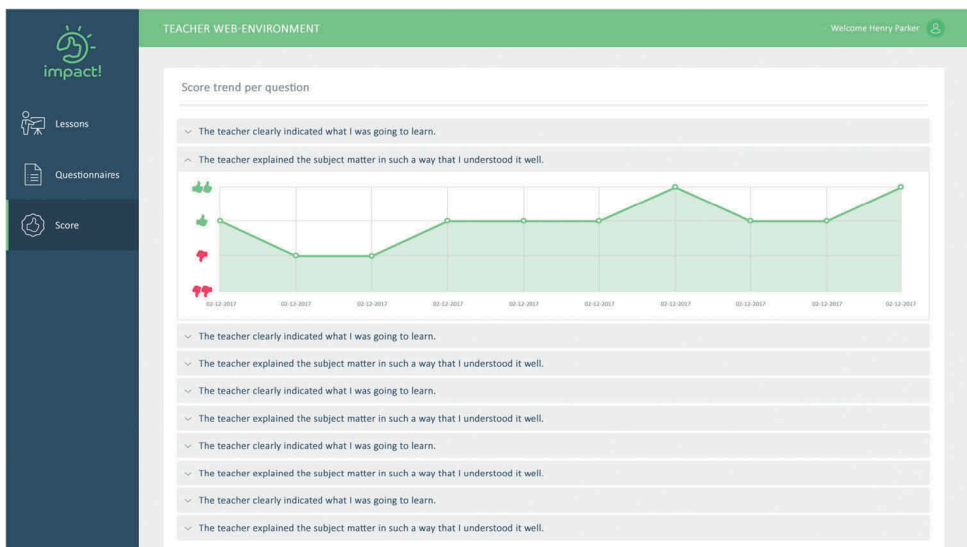 TEACHER WEB-ENVIRONMENT
Welcome Henry Parker
impact!
Lessons
Questionnaires
Score
Score trend per question
The teacher clearly indicated what I was going to learn.
The teacher explained the subject matter in such a way that I understood it well.
02-12-2017 02-12-2017 02-12-2017 02-12-2017 02-12-2017 02-12-2017 02-12-2017 02-12-2017 02-12-2017 02-12-2017
The teacher clearly indicated what I was going to learn.
The teacher explained the subject matter in such a way that I understood it well.
The teacher clearly indicated what I was going to learn.
The teacher explained the subject matter in such a way that I understood it well.
The teacher clearly indicated what I was going to learn.
The teacher explained the subject matter in such a way that I understood it well.
The teacher clearly indicated what I was going to learn.
The teacher explained the subject matter in such a way that I understood it well.